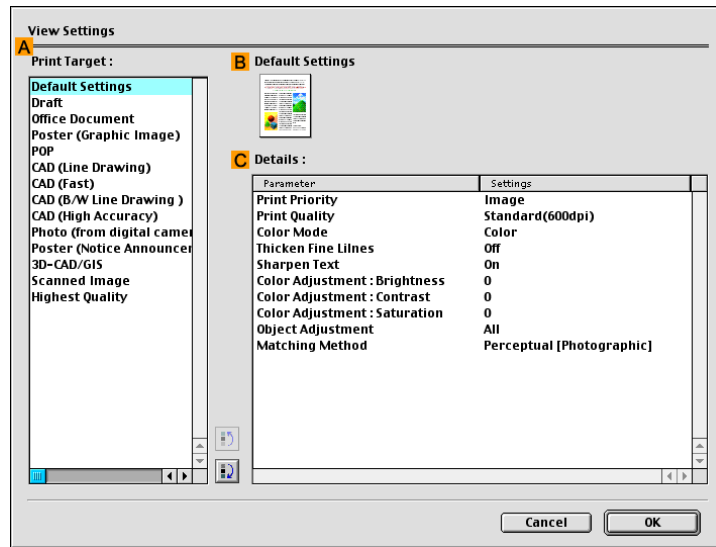 View Settings
A
Print Target :
Default Settings
Draft
Office Document
Poster (Graphic Image)
POP
CAD (Line Drawing)
CAD (Fast)
CAD (B/W Line Drawing )
CAD (High Accuracy)
Photo (from digital camer
Poster (Notice Announcer
3D-CAD/GIS
Scanned Image
Highest Quality
B Default Settings
C Details :
Parameter Settings
Print Priority Image
Print Quality Standard(600dpi)
Color Mode Color
Thicken Fine Lilnes Off
Sharpen Text On
Color Adjustment : Brightness 0
Color Adjustment : Contrast 0
Color Adjustment : Saturation 0
Object Adjustment All
Matching Method Perceptual [Photographic]
Cancel OK